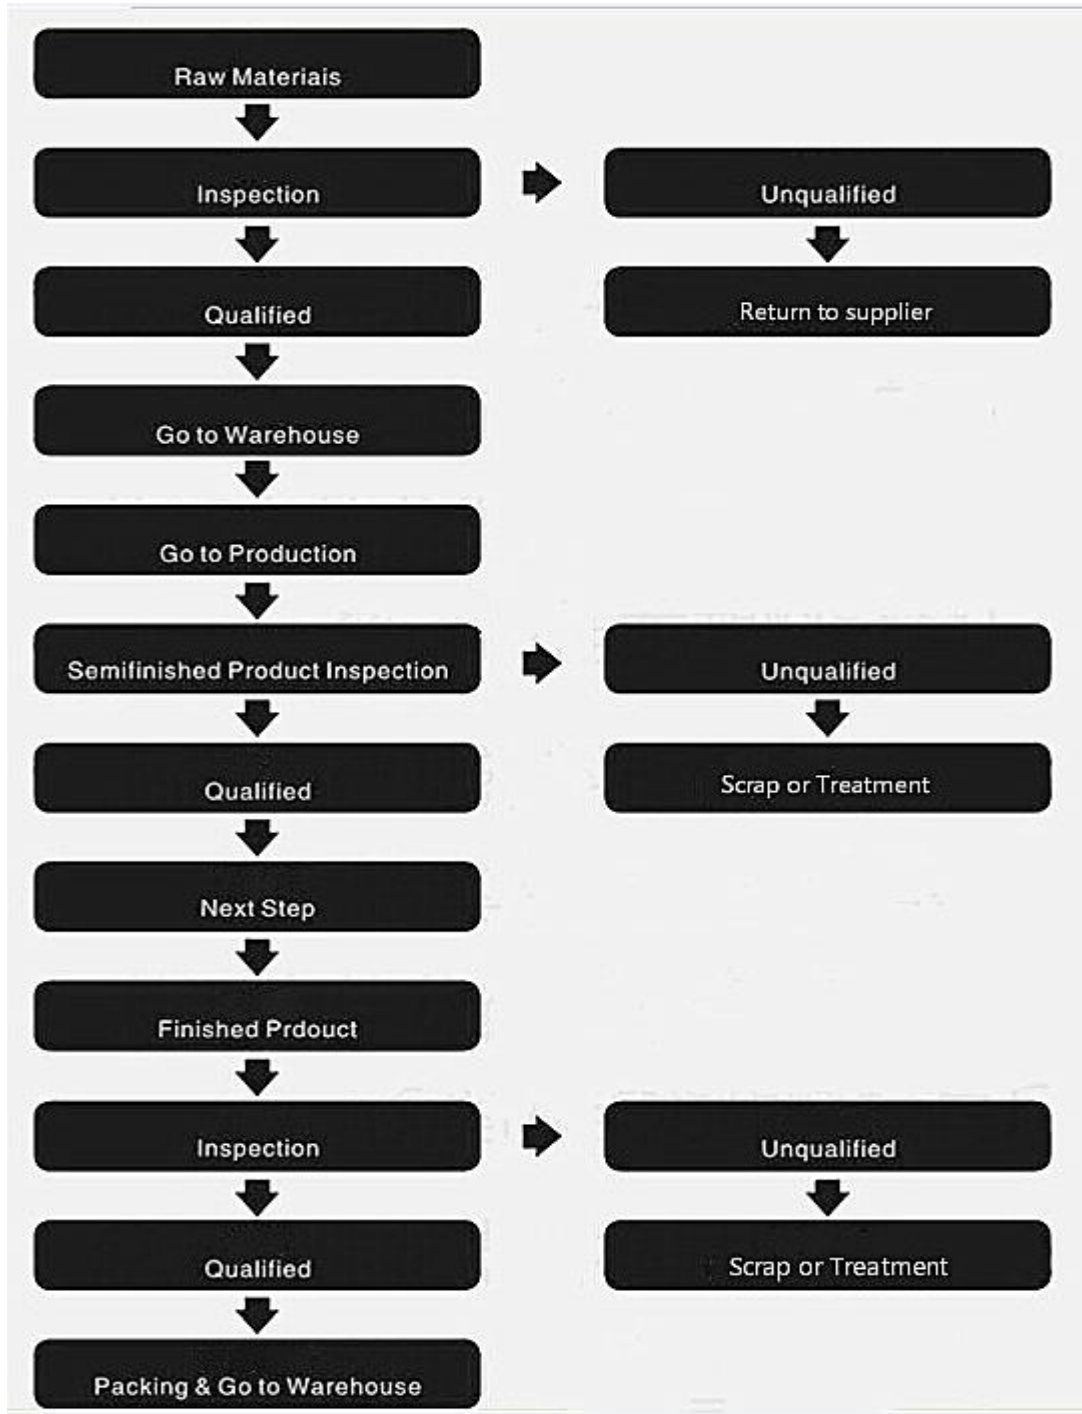 Raw Materiais
Inspection
Unqualified
Qualified
Return to supplier
Go to Warehouse
Go to Production
Semifinished Product Inspection
Unqualified
Qualified
Scrap or Treatment
Next Step
Finished Prdouct
Inspection
Unqualified
Qualified
Scrap or Treatment
Packing & Go to Warehouse